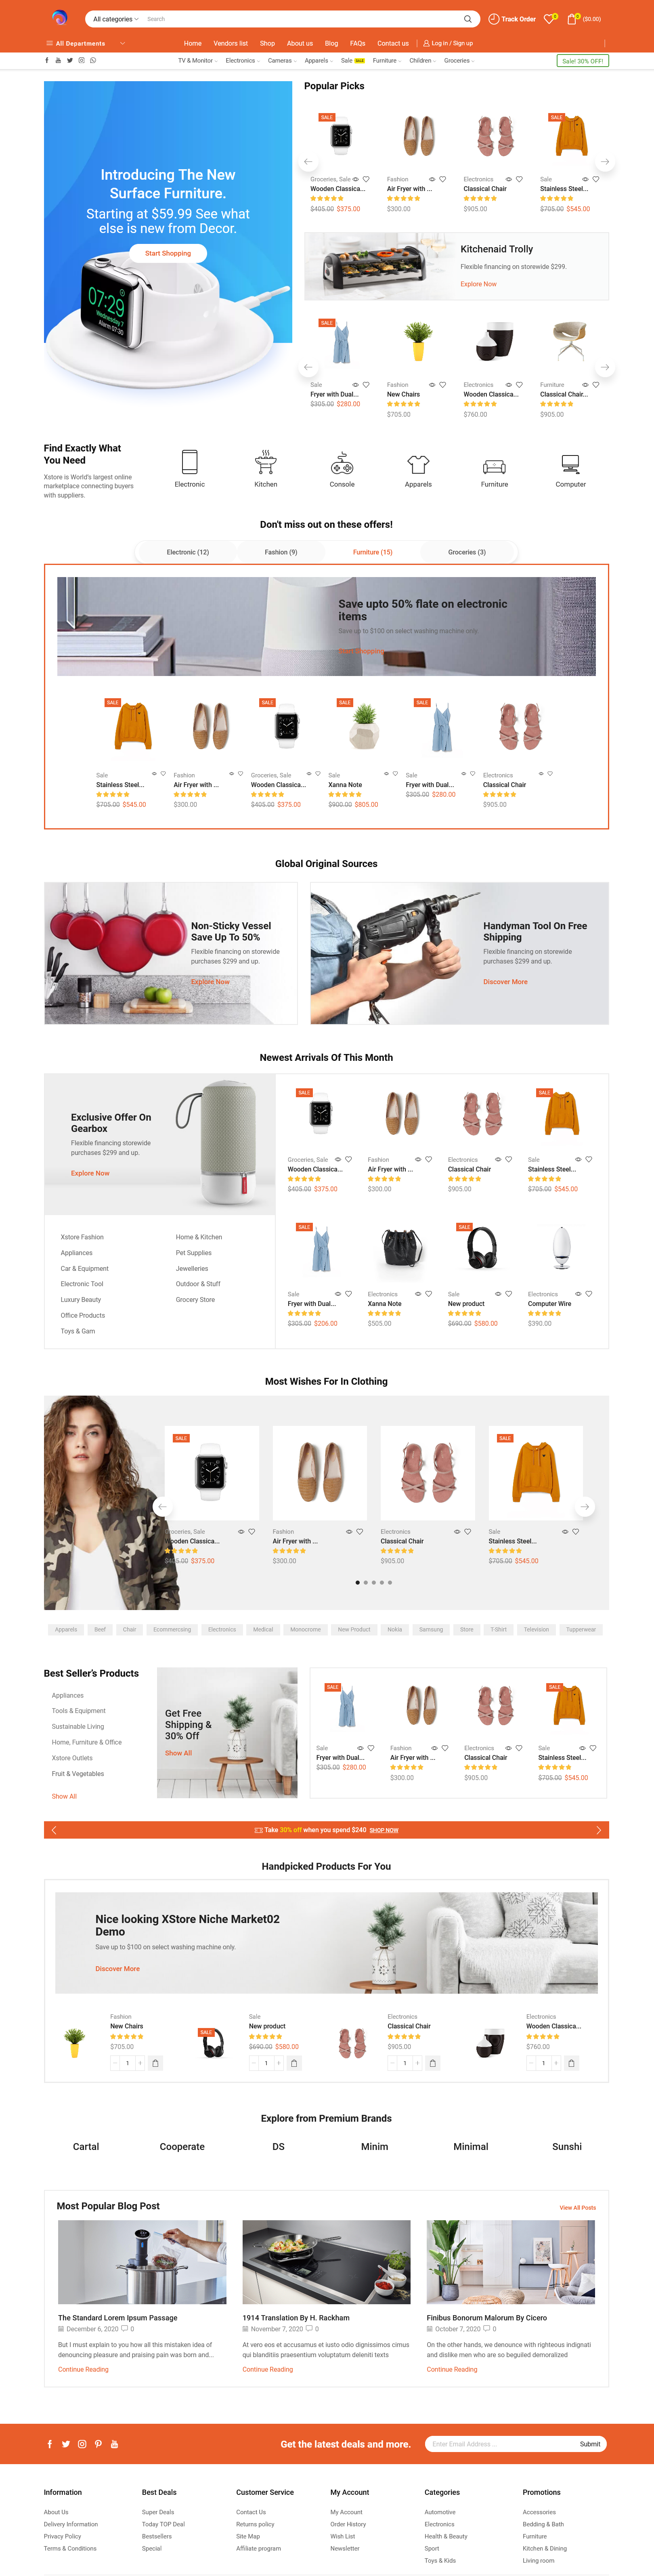 All categories
Search
Track Order
0
0
($0.00)
All Departments
Home
Vendors list
Shop
About us
Blog
FAQs
Contact us
Log in / Sign up
TV & Monitor
Electronics
Cameras
Apparels
Sale
SALE
Furniture
Children
Groceries
Sale! 30% OFF!
Introducing The New
Surface Furniture.
Starting at $59.99 See what
else is new from Decor.
Start Shopping
Popular Picks
SALE
Groceries, Sale
Wooden Classica...
$405.00 $375.00
Fashion
Air Fryer with ...
$300.00
Electronics
Classical Chair
$905.00
SALE
Sale
Stainless Steel...
$705.00 $545.00
Kitchenaid Trolly
Flexible financing on storewide $299.
Explore Now
SALE
Sale
Fryer with Dual...
$305.00 $280.00
Fashion
New Chairs
$705.00
Electronics
Wooden Classica...
$760.00
Furniture
Classical Chair...
$905.00
Find Exactly What
You Need
Xstore is World's largest online
marketplace connecting buyers
with suppliers.
Electronic
Kitchen
Console
Apparels
Furniture
Computer
Don't miss out on these offers!
Electronic (12)
Fashion (9)
Furniture (15)
Groceries (3)
Save upto 50% flate on electronic
items
Save up to $100 on select washing machine only.
SALE
Sale
Stainless Steel...
$705.00 $545.00
Fashion
Air Fryer with ...
$300.00
SALE
Groceries, Sale
Wooden Classica...
$405.00 $375.00
SALE
Sale
Xanna Note
$900.00 $805.00
SALE
Sale
Fryer with Dual...
$305.00 $280.00
Electronics
Classical Chair
$905.00
Global Original Sources
Non-Sticky Vessel
Save Up To 50%
Flexible financing on storewide
purchases $299 and up.
Explore Now
Handyman Tool On Free
Shipping
Flexible financing on storewide
purchases $299 and up.
Discover More
Newest Arrivals Of This Month
Exclusive Offer On
Gearbox
Flexible financing storewide
purchases $299 and up.
Explore Now
Xstore Fashion
Appliances
Car & Equipment
Electronic Tool
Luxury Beauty
Office Products
Toys & Gam
Home & Kitchen
Pet Supplies
Jewelleries
Outdoor & Stuff
Grocery Store
SALE
Groceries, Sale
Wooden Classica...
$405.00 $375.00
Fashion
Air Fryer with ...
$300.00
Electronics
Classical Chair
$905.00
SALE
Sale
Stainless Steel...
$705.00 $545.00
SALE
Sale
Fryer with Dual...
$305.00 $206.00
Electronics
Xanna Note
$505.00
SALE
Sale
New product
$690.00 $580.00
Electronics
Computer Wire
$390.00
Most Wishes For In Clothing
SALE
Groceries, Sale
Wooden Classica...
$405.00 $375.00
Fashion
Air Fryer with ...
$300.00
Electronics
Classical Chair
$905.00
SALE
Sale
Stainless Steel...
$705.00 $545.00
Apparels
Beef
Chair
Ecommercaing
Electronics
Medical
Monocrome
New Product
Nokia
Samsung
Store
T-Shirt
Television
Tupperwear
Best Seller's Products
Appliances
Tools & Equipment
Sustainable Living
Home, Furniture & Office
Xstore Outlets
Fruit & Vegetables
Show All
Get Free
Shipping &
30% Off
Show All
SALE
Sale
Fryer with Dual...
$305.00 $280.00
Fashion
Air Fryer with ...
$300.00
Electronics
Classical Chair
$905.00
SALE
Sale
Stainless Steel...
$705.00 $545.00
Take 30% off when you spend $240 SHOP NOW
Handpicked Products For You
Nice looking XStore Niche Market02
Demo
Save up to $100 on select washing machine only.
Discover More
Fashion
New Chairs
$705.00
1
SALE
Sale
New product
$690.00 $580.00
1
Electronics
Classical Chair
$905.00
1
Electronics
Wooden Classica...
$760.00
1
Explore from Premium Brands
Cartal
Cooperate
DS
Minim
Minimal
Sunshi
Most Popular Blog Post
View All Posts
The Standard Lorem Ipsum Passage
December 6, 2020 0
But I must explain to you how all this mistaken idea of
denouncing pleasure and praising pain was born and...
Continue Reading
1914 Translation By H. Rackham
November 7, 2020 0
At vero eos et accusamus et iusto odio dignissimos cimus
qui blanditiis praesentium voluptatum deleniti texts
Continue Reading
Finibus Bonorum Malorum By Cicero
October 7, 2020 0
On the other hands, we denounce with righteous indignati
and dislike men who are so beguiled demoralized
Continue Reading
Get the latest deals and more.
Enter Email Address ...
Submit
Information
About Us
Delivery Information
Privacy Policy
Terms & Conditions
Best Deals
Super Deals
Today TOP Deal
Bestsellers
Special
Customer Service
Contact Us
Returns policy
Site Map
Affiliate program
My Account
My Account
Order History
Wish List
Newsletter
Categories
Automotive
Electronics
Health & Beauty
Sport
Toys & Kids
Promotions
Accessories
Bedding & Bath
Furniture
Kitchen & Dining
Living room